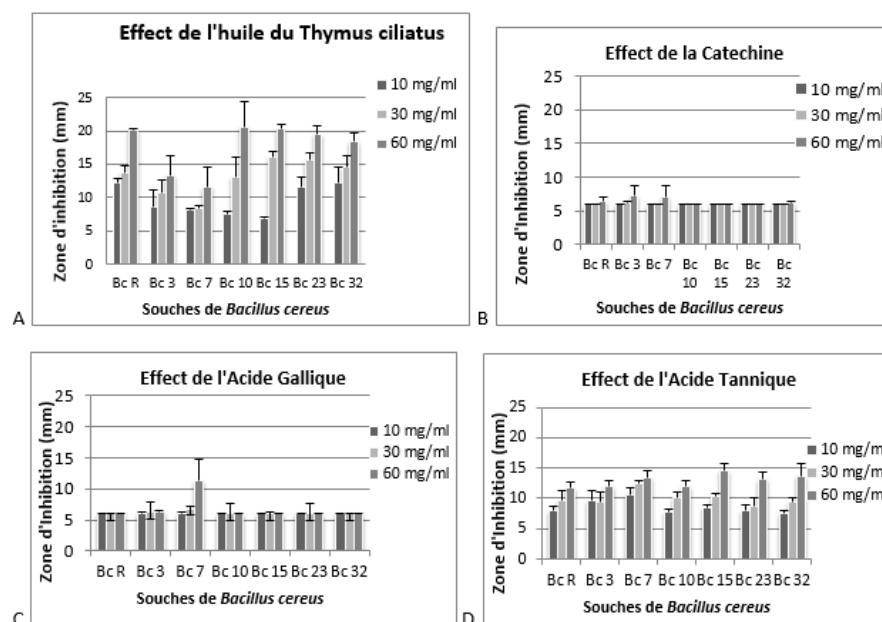 Effect de l'huile du Thymus ciliatus
Zone d'inhibition (mm)
25
20
15
10
5
0
10 mg/ml
30 mg/ml
60 mg/ml
Bc R Bc 3 Bc 7 Bc 10 Bc 15 Bc 23 Bc 32
Souches de Bacillus cereus
A
Effect de la Catechine
Zone d'Inhibition (mm)
25
20
15
10
5
0
10 mg/ml
30 mg/ml
60 mg/ml
Bc R Bc 3 Bc 7 Bc 10 Bc 15 Bc 23 Bc 32
Souches de Bacillus cereus
B
Effect de l'Acide Gallique
Zone d'Inhibition (mm)
25
20
15
10
5
0
10 mg/ml
30 mg/ml
60 mg/ml
Bc R Bc 3 Bc 7 Bc 10 Bc 15 Bc 23 Bc 32
Souches de Bacillus cereus
C
Effect de l'Acide Tannique
Zone d'Inhibition (mm)
25
20
15
10
5
0
10 mg/m
30 mg/m
60 mg/m
Bc R Bc 3 Bc 7 Bc 10 Bc 15 Bc 23 Bc 32
Souches de Bacillus cereus
D